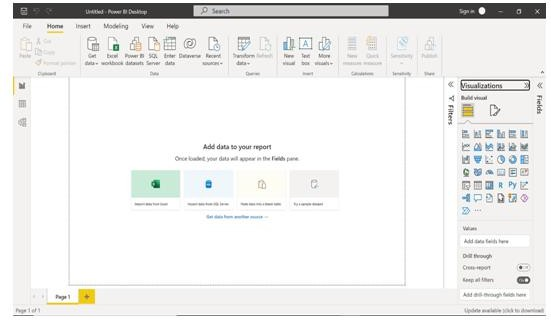 Untitled - Power BI Desktop
Search
Sign in
File Home Insert Modeling View Help
Paste
Cut
Copy
Format painter
Get data
Excel workbook
Power BI datasets
SQL Server
Enter data
Dataverse
Recent sources
Transform data
Refresh
New visual
Text box
More visuals
New measure
Quick measure
Sensitivity
Publish
Clipboard
Data
Queries
Insert
Calculations
Sensitivity
Share
Add data to your report
Once loaded, your data will appear in the Fields pane.
Import data from Excel
Import data from SQL Server
Paste data into a blank table
Try a sample dataset
Get data from another source →
Filters
Visualizations
Build visual
Fields
R Py
Values
Add data fields here
Drill through
Cross-report
Off
Keep all filters
On
Add drill-through fields here
Page 1
Page 1 of 1
Update available (click to download)